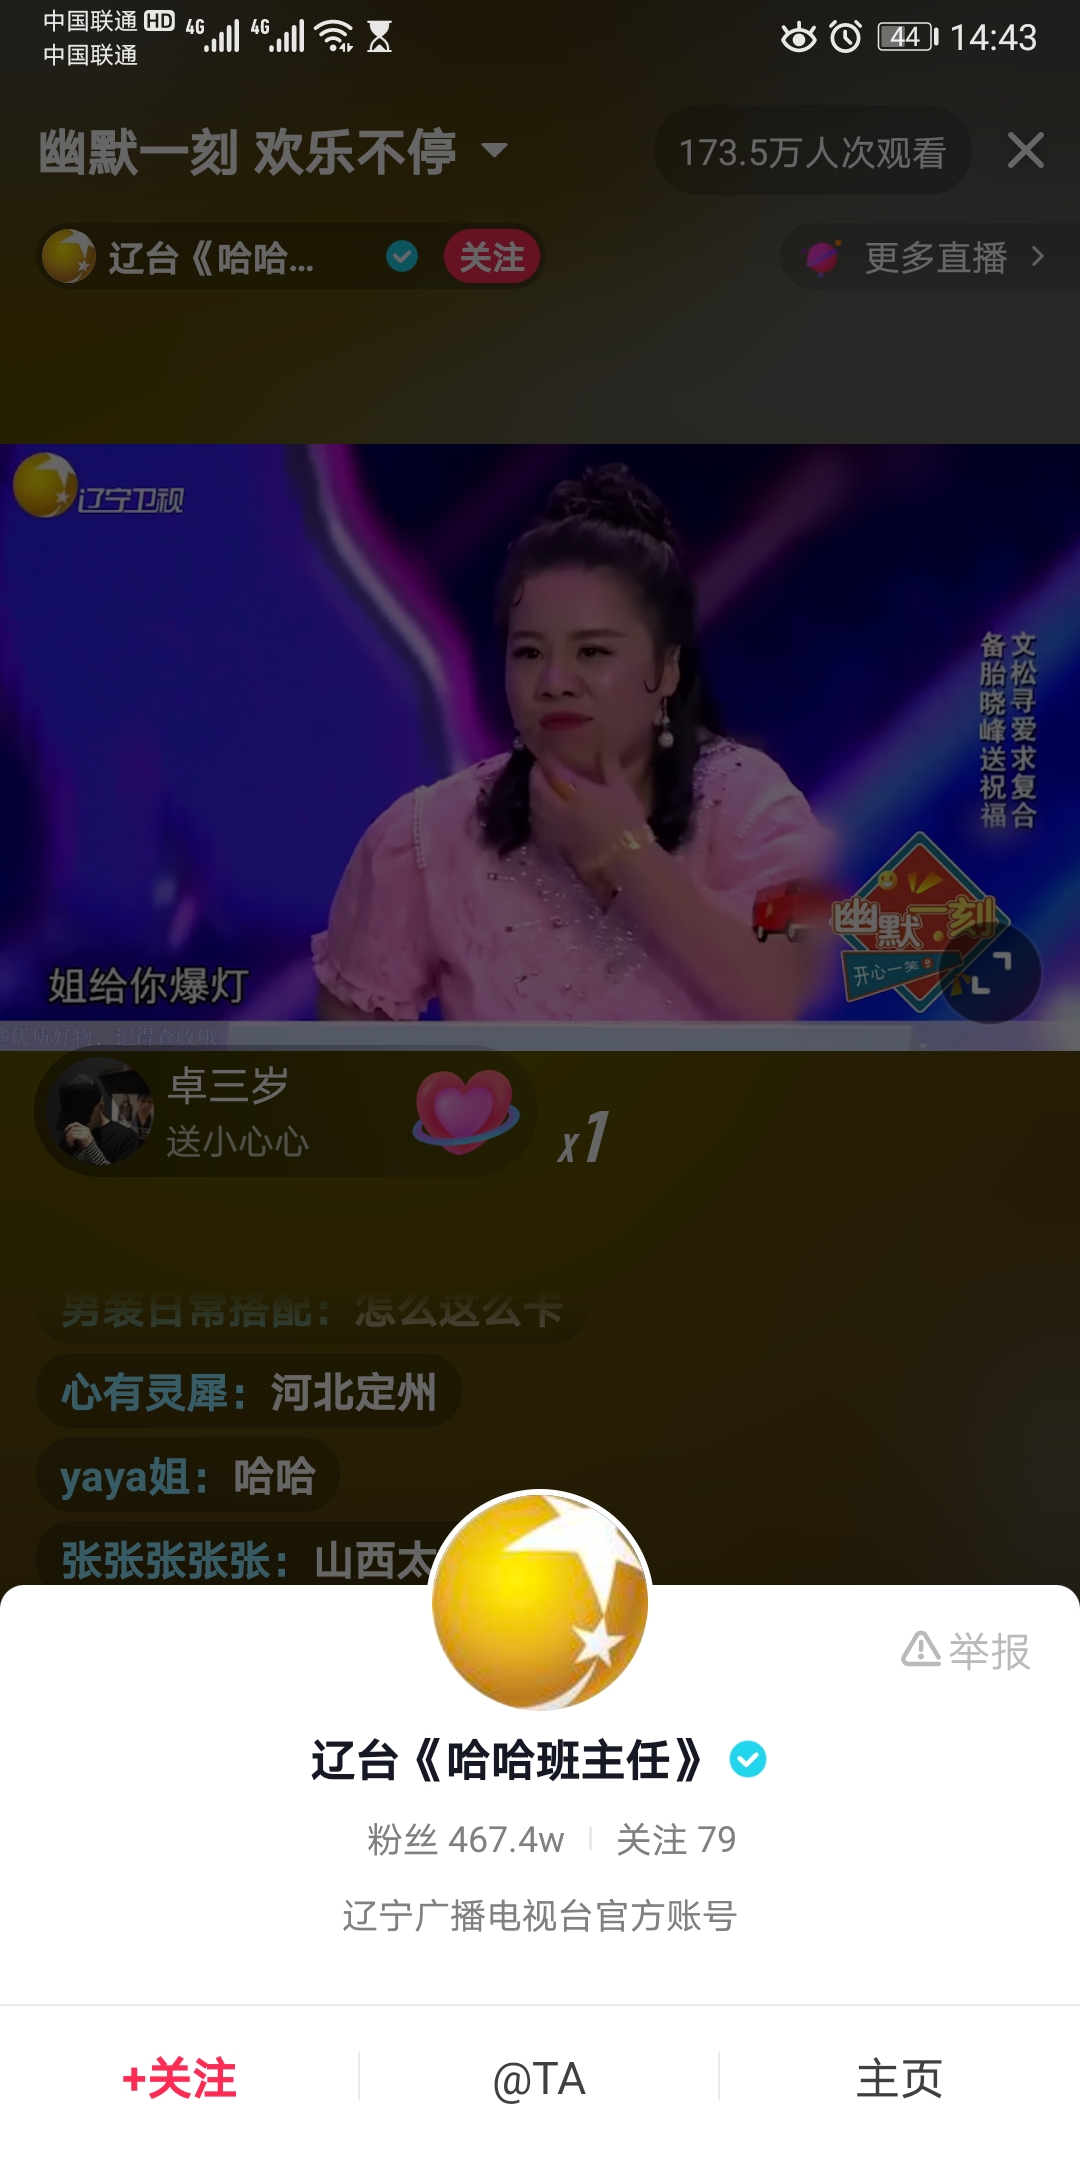 中国联通 HD 4G 4G 44 14:43
中国联通
幽默一刻 欢乐不停 173.5万人次观看
辽台《哈哈... 关注 更多直播
辽宁卫视
文松寻爱求复合
备胎晓峰送祝福
幽默一刻
开心一笑
姐给你爆灯
优质好物，记得查收哦
卓三岁
送小心心
x1
男装日常搭配：怎么这么卡
心有灵犀：河北定州
yaya姐：哈哈
张张张张张：山西太
举报
辽台《哈哈班主任》
粉丝 467.4w 关注 79
辽宁广播电视台官方账号
+关注 @TA 主页